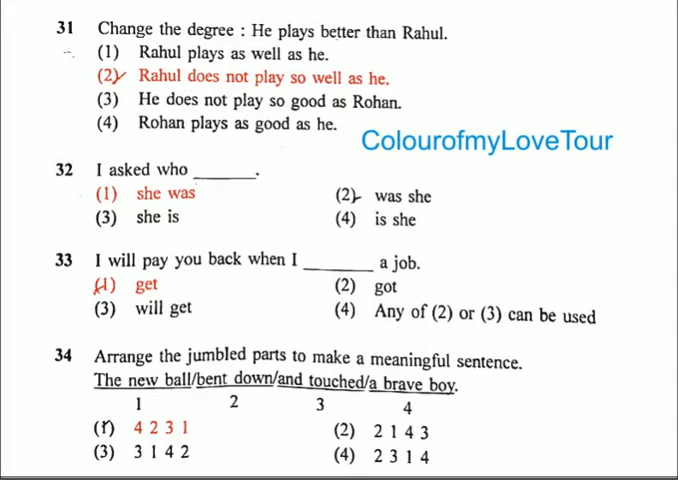 31 Change the degree : He plays better than Rahul.
(1) Rahul plays as well as he.
(2) Rahul does not play so well as he.
(3) He does not play so good as Rohan.
(4) Rohan plays as good as he.
ColourofmyLoveTour
32 I asked who ______.
(1) she was (2) was she
(3) she is (4) is she
33 I will pay you back when I ______ a job.
(1) get (2) got
(3) will get (4) Any of (2) or (3) can be used
34 Arrange the jumbled parts to make a meaningful sentence.
The new ball/bent down/and touched/a brave boy.
1 2 3 4
(1) 4 2 3 1 (2) 2 1 4 3
(3) 3 1 4 2 (4) 2 3 1 4